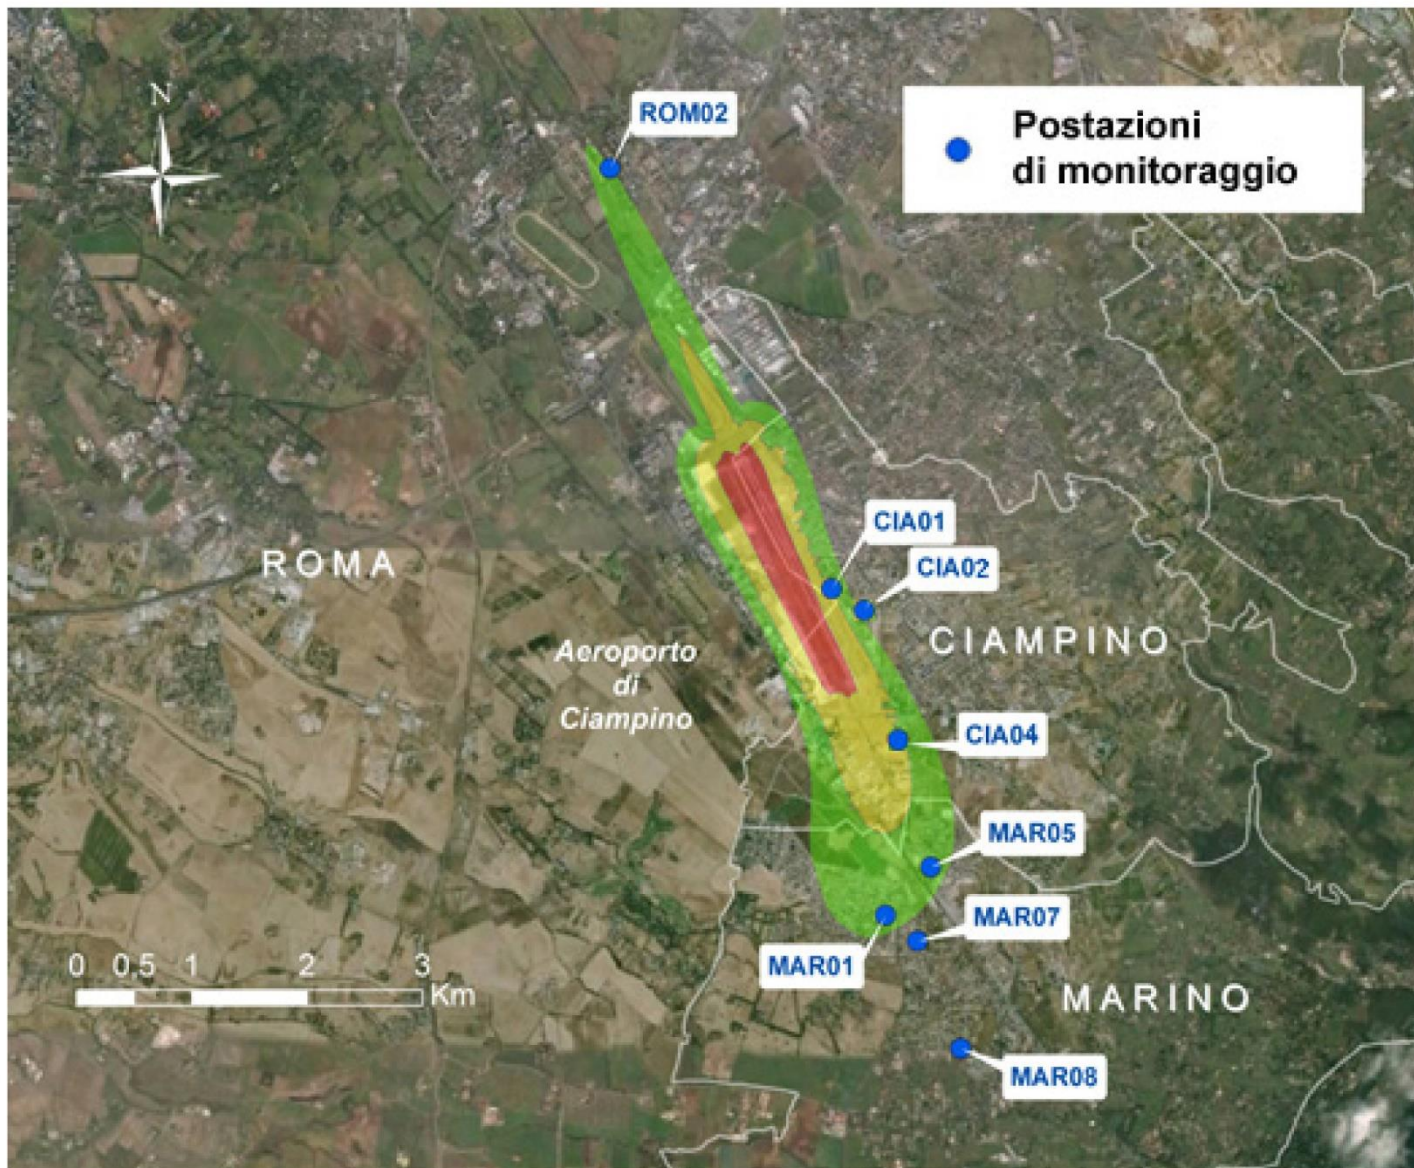 N
ROM02
Postazioni
di monitoraggio
CIA01
CIA02
ROMA
CIAMPINO
Aeroporto
di
Ciampino
CIA04
MAR05
MAR07
MAR01
0 0,5 1 2 3
Km
MARINO
MAR08